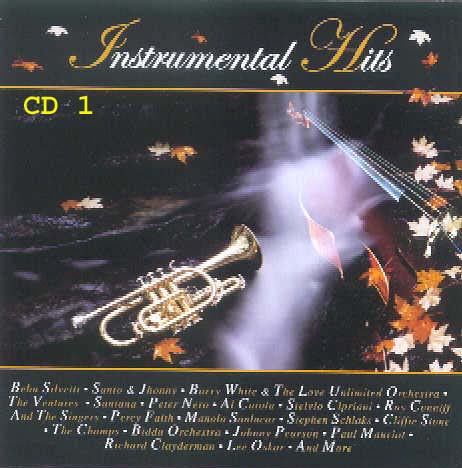 Instrumental Hits
CD 1
Bebu Silvetti - Santo & Jhonny - Barry White & The Love Unlimited Orchestra -
The Ventures - Santana - Peter Nero - Al Caiola - Stelvio Cipriani - Ray Conniff
And The Singers - Percy Faith - Manolo Sanlucar - Stephen Schlaks - Cliffie Stone
- The Champs - Biddu Orchestra - Johnny Pearson - Paul Mauriat -
Richard Clayderman - Lee Oskar - And More